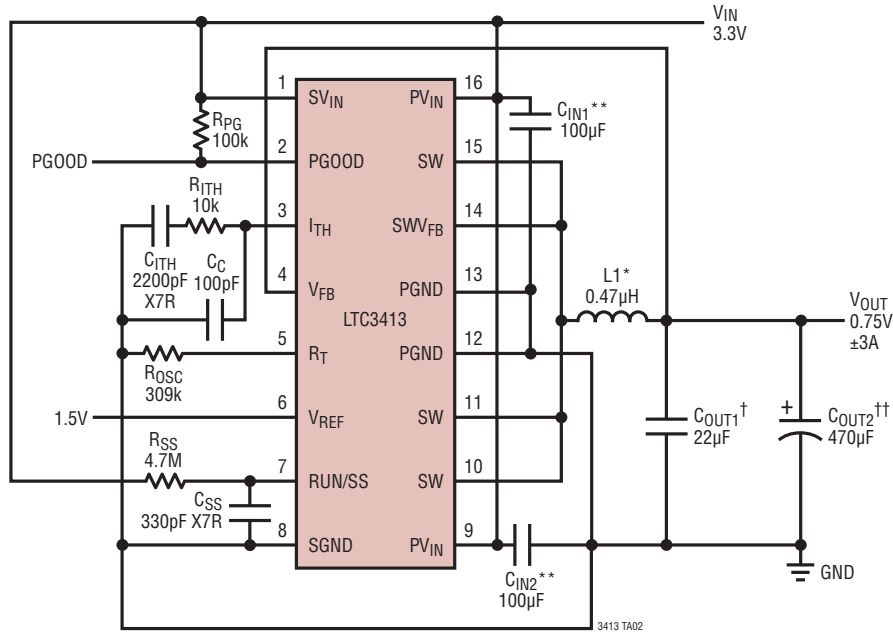 VIN
3.3V
1
SVIN
PVIN
16
CIN1**
100µF
RPG
100k
PGOOD
2
PGOOD
SW
15
RITH
10k
3
ITH
SWVFB
14
CITH
2200pF
X7R
CC
100pF
4
VFB
PGND
13
L1*
0.47µH
VOUT
0.75V
±3A
LTC3413
5
RT
PGND
12
ROSC
309k
1.5V
6
VREF
SW
11
COUT1†
22µF
+
COUT2††
470µF
RSS
4.7M
7
RUN/SS
SW
10
CSS
330pF X7R
8
SGND
PVIN
9
CIN2**
100µF
GND
3413 TA02